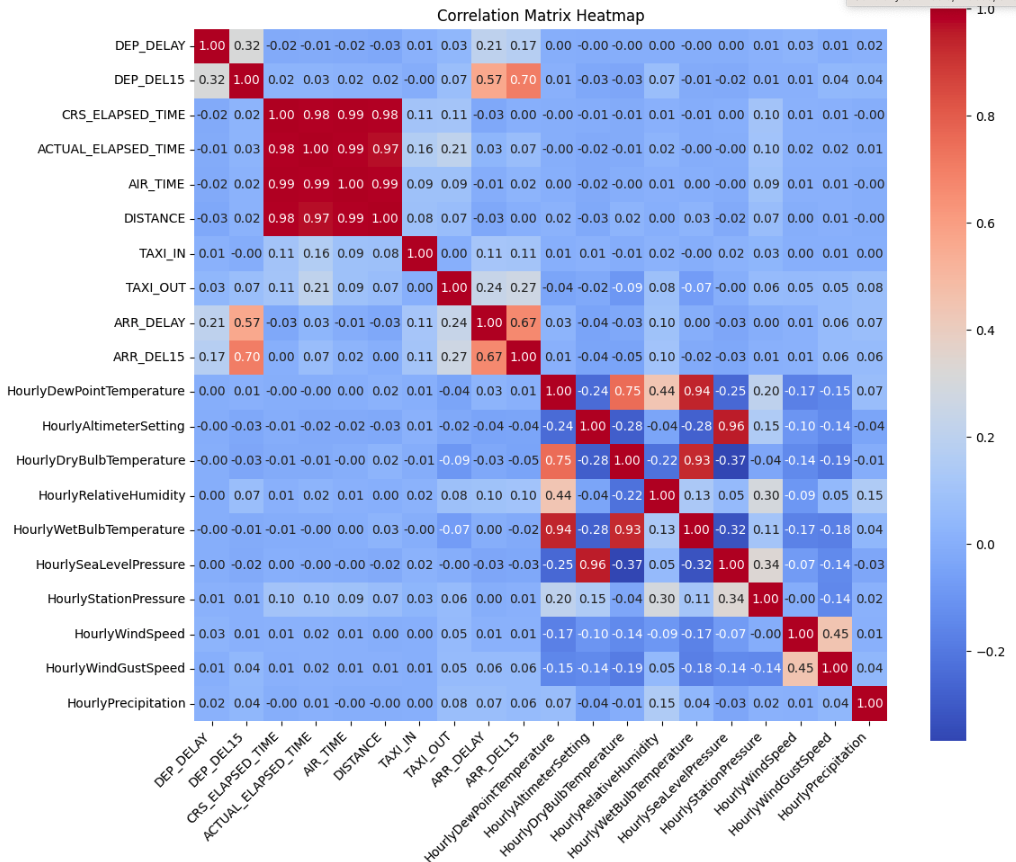 Correlation Matrix Heatmap
DEP_DELAY 1.00 0.32 -0.02 -0.01 -0.02 -0.03 0.01 0.03 0.21 0.17 0.00 -0.00 -0.00 0.00 -0.00 0.00 0.01 0.03 0.01 0.02
DEP_DEL15 0.32 1.00 0.02 0.03 0.02 0.02 -0.00 0.07 0.57 0.70 0.01 -0.03 -0.03 0.07 -0.01 -0.02 0.01 0.01 0.04 0.04
CRS_ELAPSED_TIME -0.02 0.02 1.00 0.98 0.99 0.98 0.11 0.11 -0.03 0.00 -0.00 -0.01 -0.01 0.01 -0.01 0.00 0.10 0.01 0.01 -0.00
ACTUAL_ELAPSED_TIME -0.01 0.03 0.98 1.00 0.99 0.97 0.16 0.21 0.03 0.07 -0.00 -0.02 -0.01 0.02 -0.00 -0.00 0.10 0.02 0.02 0.01
AIR_TIME -0.02 0.02 0.99 0.99 1.00 0.99 0.09 0.09 -0.01 0.02 0.00 -0.02 -0.00 0.01 0.00 -0.00 0.09 0.01 0.01 -0.00
DISTANCE -0.03 0.02 0.98 0.97 0.99 1.00 0.08 0.07 -0.03 0.00 0.02 -0.03 0.02 0.00 0.03 -0.02 0.07 0.00 0.01 -0.00
TAXI_IN 0.01 -0.00 0.11 0.16 0.09 0.08 1.00 0.00 0.11 0.11 0.01 0.01 -0.01 0.02 -0.00 0.02 0.03 0.00 0.01 0.00
TAXI_OUT 0.03 0.07 0.11 0.21 0.09 0.07 0.00 1.00 0.24 0.27 -0.04 -0.02 -0.09 0.08 -0.07 -0.00 0.06 0.05 0.05 0.08
ARR_DELAY 0.21 0.57 -0.03 0.03 -0.01 -0.03 0.11 0.24 1.00 0.67 0.03 -0.04 -0.03 0.10 0.00 -0.03 0.00 0.01 0.06 0.07
ARR_DEL15 0.17 0.70 0.00 0.07 0.02 0.00 0.11 0.27 0.67 1.00 0.01 -0.04 -0.05 0.10 -0.02 -0.03 0.01 0.01 0.06 0.06
HourlyDewPointTemperature 0.00 0.01 -0.00 -0.00 0.00 0.02 0.01 -0.04 0.03 0.01 1.00 -0.24 0.75 0.44 0.94 -0.25 0.20 -0.17 -0.15 0.07
HourlyAltimeterSetting -0.00 -0.03 -0.01 -0.02 -0.02 -0.03 0.01 -0.02 -0.04 -0.04 -0.24 1.00 -0.28 -0.04 -0.28 0.96 0.15 -0.10 -0.14 -0.04
HourlyDryBulbTemperature -0.00 -0.03 -0.01 -0.01 -0.00 0.02 -0.01 -0.09 -0.03 -0.05 0.75 -0.28 1.00 -0.22 0.93 -0.37 -0.04 -0.14 -0.19 -0.01
HourlyRelativeHumidity 0.00 0.07 0.01 0.02 0.01 0.00 0.02 0.08 0.10 0.10 0.44 -0.04 -0.22 1.00 0.13 0.05 0.30 -0.09 0.05 0.15
HourlyWetBulbTemperature -0.00 -0.01 -0.01 -0.00 0.00 0.03 -0.00 -0.07 0.00 -0.02 0.94 -0.28 0.93 0.13 1.00 -0.32 0.11 -0.17 -0.18 0.04
HourlySeaLevelPressure 0.00 -0.02 0.00 -0.00 -0.00 -0.02 0.02 -0.00 -0.03 -0.03 -0.25 0.96 -0.37 0.05 -0.32 1.00 0.34 -0.07 -0.14 -0.03
HourlyStationPressure 0.01 0.01 0.10 0.10 0.09 0.07 0.03 0.06 0.00 0.01 0.20 0.15 -0.04 0.30 0.11 0.34 1.00 -0.00 -0.14 0.02
HourlyWindSpeed 0.03 0.01 0.01 0.02 0.01 0.00 0.00 0.05 0.01 0.01 -0.17 -0.10 -0.14 -0.09 -0.17 -0.07 -0.00 1.00 0.45 0.01
HourlyWindGustSpeed 0.01 0.04 0.01 0.02 0.01 0.01 0.01 0.05 0.06 0.06 -0.15 -0.14 -0.19 0.05 -0.18 -0.14 -0.14 0.45 1.00 0.04
HourlyPrecipitation 0.02 0.04 -0.00 0.01 -0.00 -0.00 0.00 0.08 0.07 0.06 0.07 -0.04 -0.01 0.15 0.04 -0.03 0.02 0.01 0.04 1.00
DEP_DELAY
DEP_DEL15
CRS_ELAPSED_TIME
ACTUAL_ELAPSED_TIME
AIR_TIME
DISTANCE
TAXI_IN
TAXI_OUT
ARR_DELAY
ARR_DEL15
HourlyDewPointTemperature
HourlyAltimeterSetting
HourlyDryBulbTemperature
HourlyRelativeHumidity
HourlyWetBulbTemperature
HourlySeaLevelPressure
HourlyStationPressure
HourlyWindSpeed
HourlyWindGustSpeed
HourlyPrecipitation
1.0
0.8
0.6
0.4
0.2
0.0
−0.2